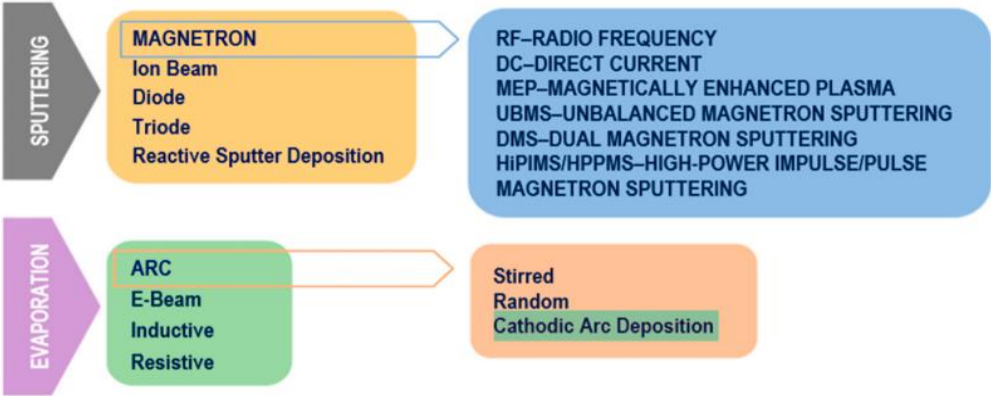 SPUTTERING
MAGNETRON
Ion Beam
Diode
Triode
Reactive Sputter Deposition
RF–RADIO FREQUENCY
DC–DIRECT CURRENT
MEP–MAGNETICALLY ENHANCED PLASMA
UBMS–UNBALANCED MAGNETRON SPUTTERING
DMS–DUAL MAGNETRON SPUTTERING
HiPIMS/HPPMS–HIGH-POWER IMPULSE/PULSE
MAGNETRON SPUTTERING
EVAPORATION
ARC
E-Beam
Inductive
Resistive
Stirred
Random
Cathodic Arc Deposition